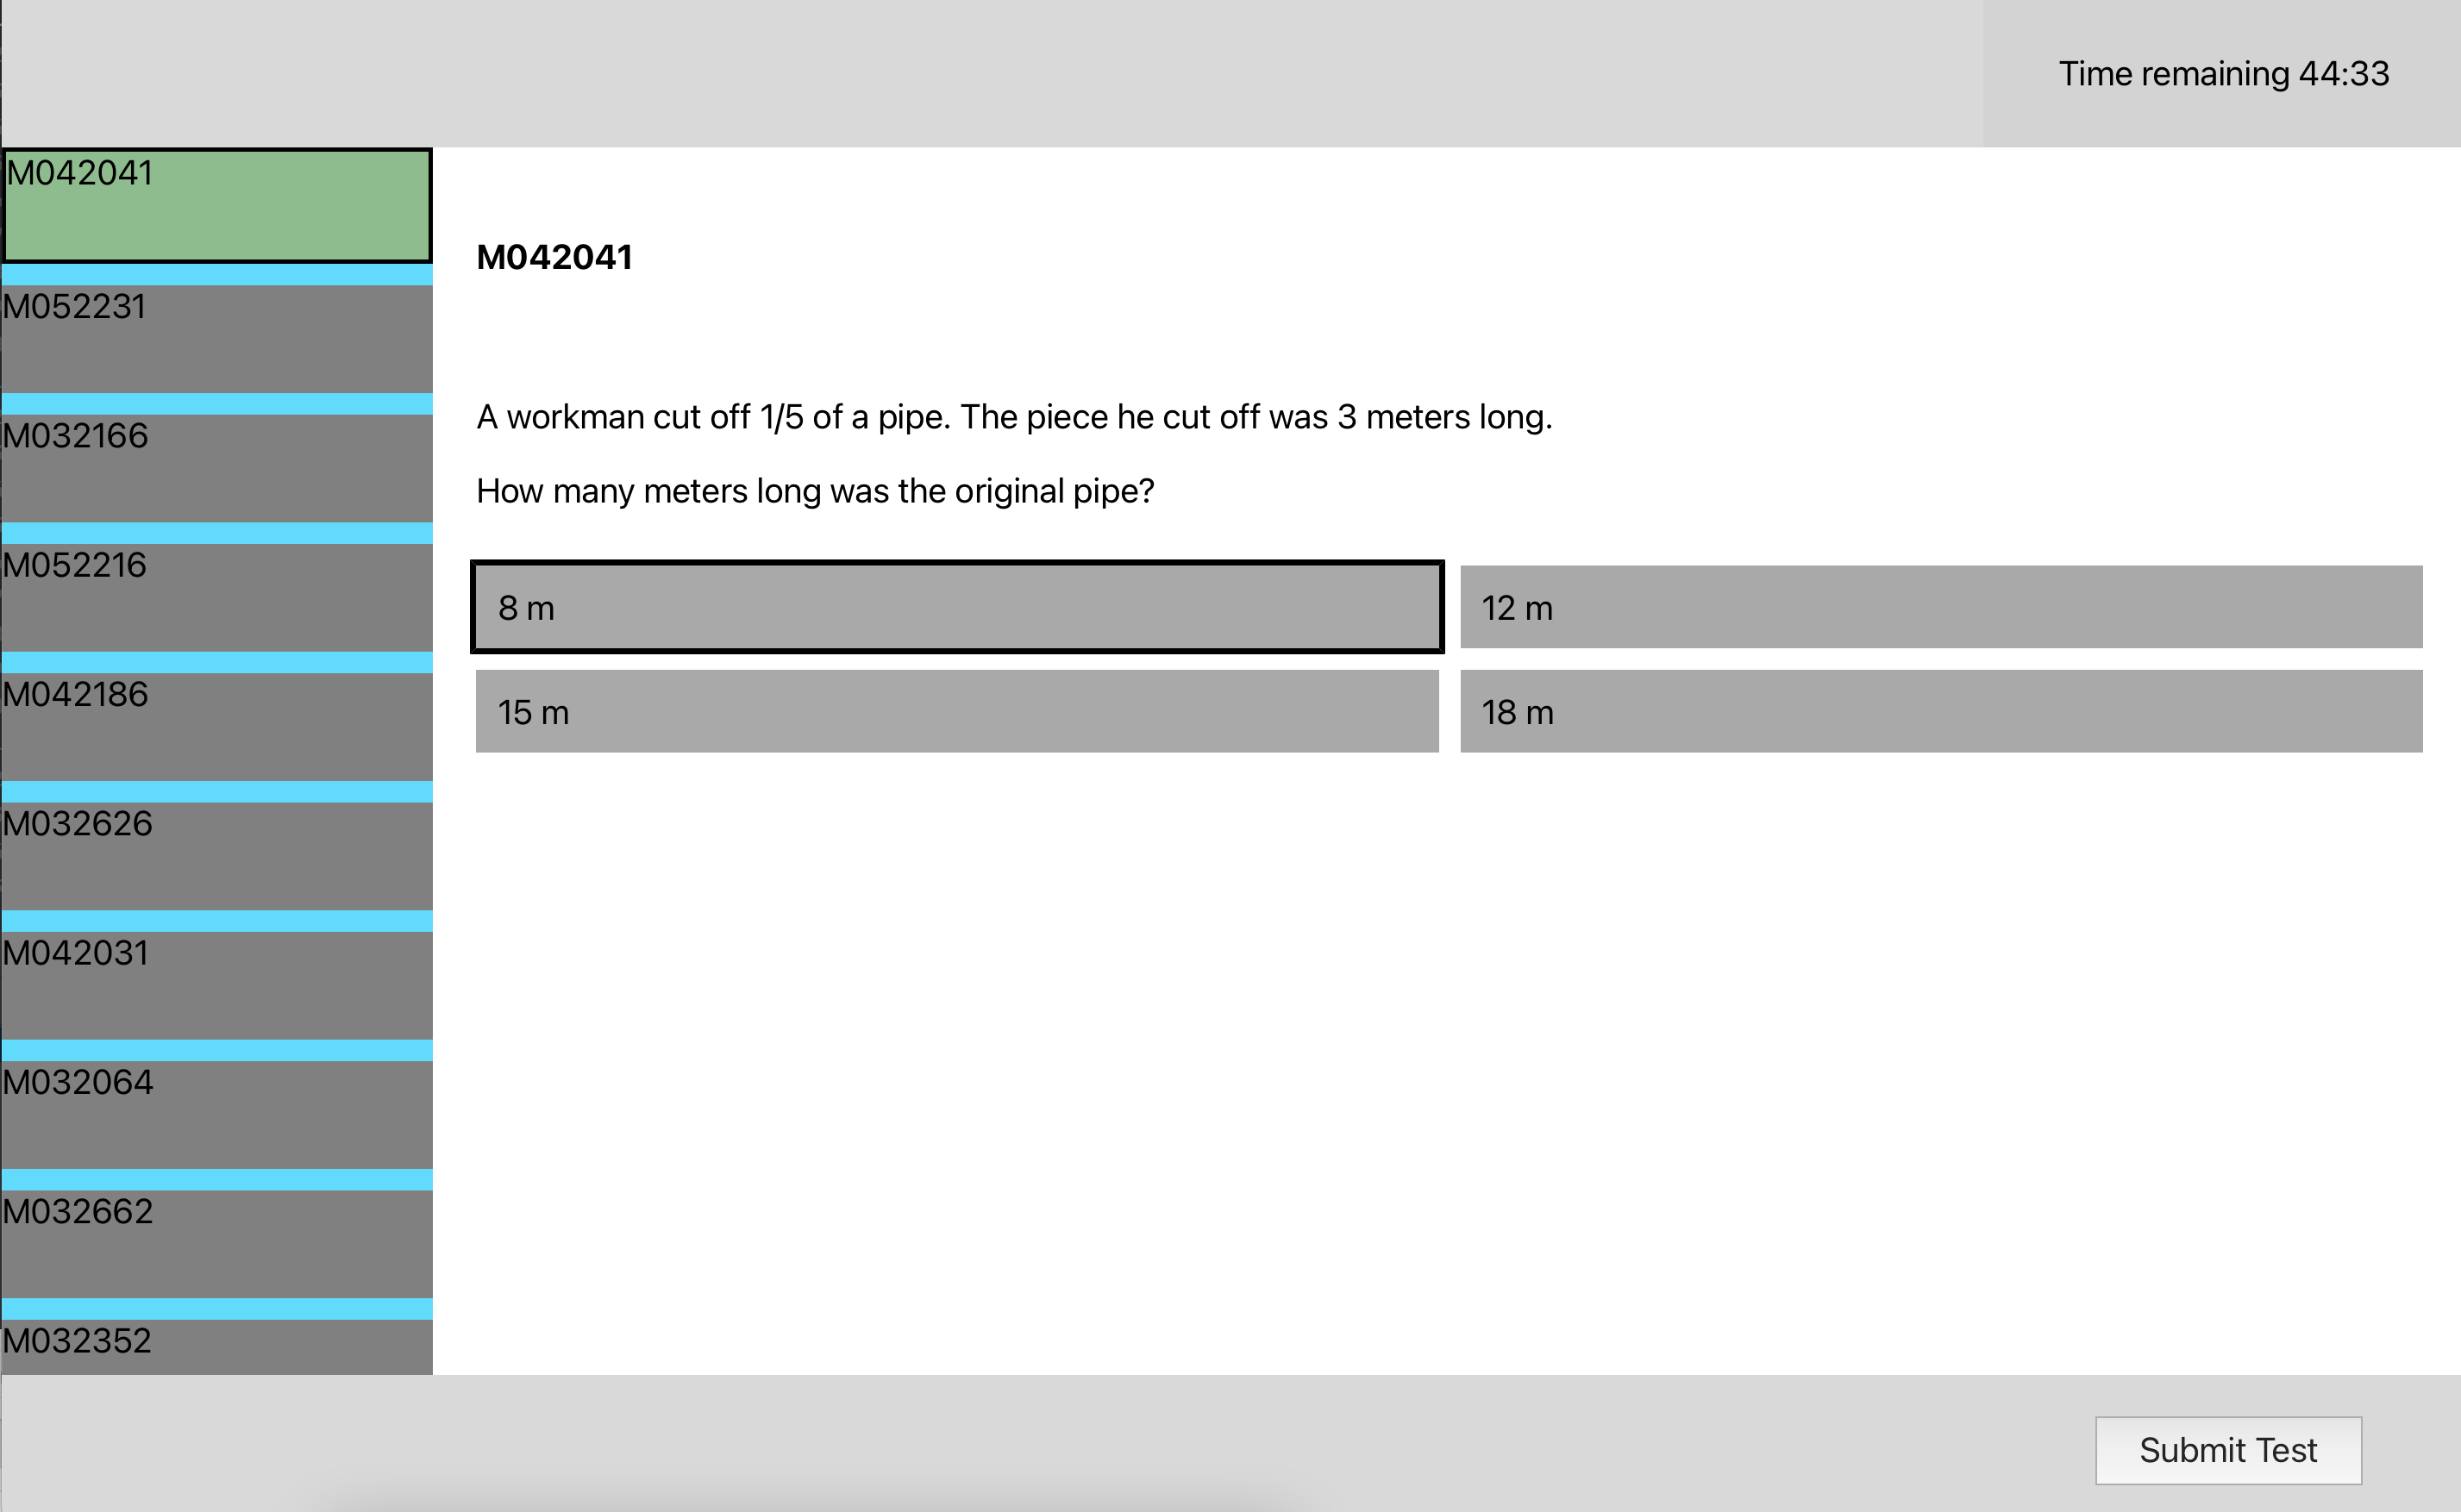 Time remaining 44:33
M042041
M052231
M032166
M052216
M042186
M032626
M042031
M032064
M032662
M032352
M042041
A workman cut off 1/5 of a pipe. The piece he cut off was 3 meters long.
How many meters long was the original pipe?
8 m
12 m
15 m
18 m
Submit Test